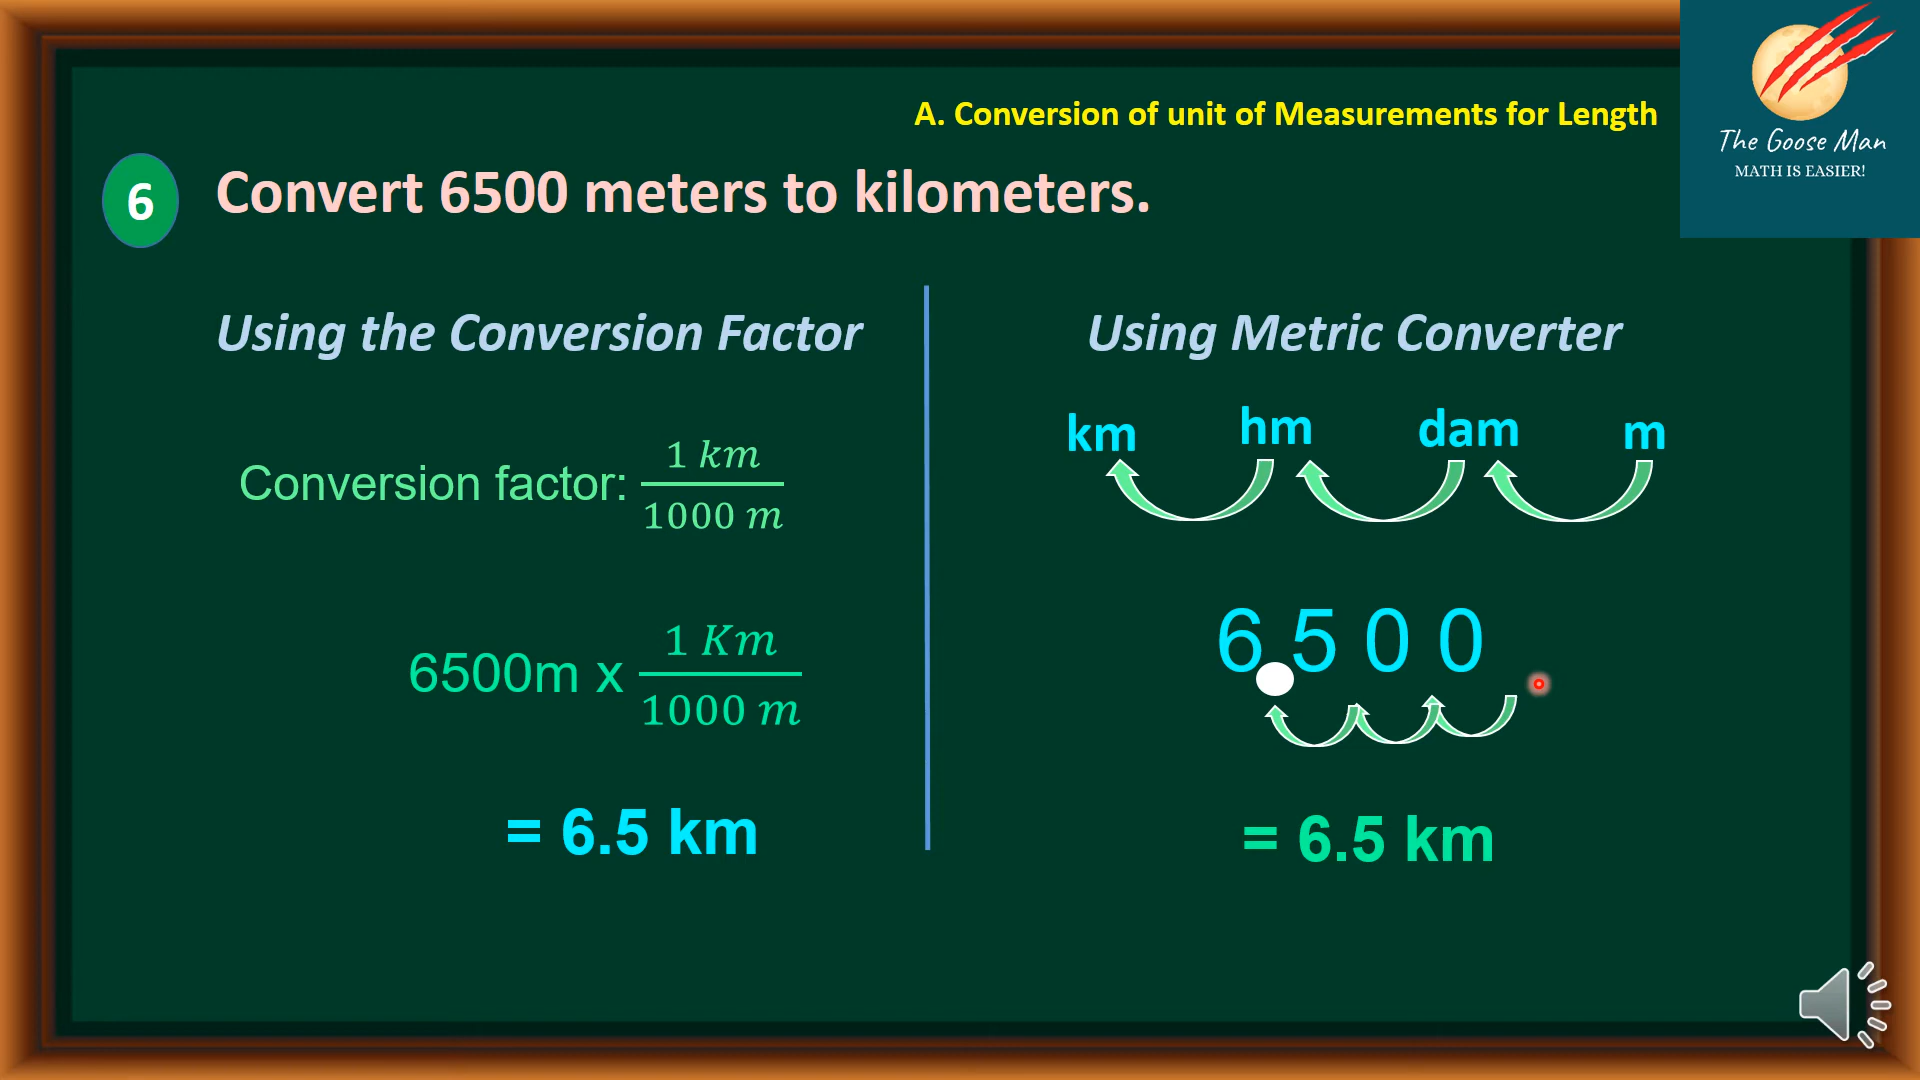 A. Conversion of unit of Measurements for Length
The Goose Man
MATH IS EASIER!
6 Convert 6500 meters to kilometers.
Using the Conversion Factor
Conversion factor: 1 km / 1000 m
6500m x 1 Km / 1000 m
= 6.5 km
Using Metric Converter
km hm dam m
6 5 0 0
= 6.5 km